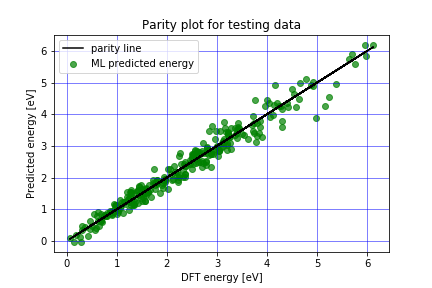 Parity plot for testing data
parity line
ML predicted energy
Predicted energy [eV]
6
5
4
3
2
1
0
0 1 2 3 4 5 6
DFT energy [eV]